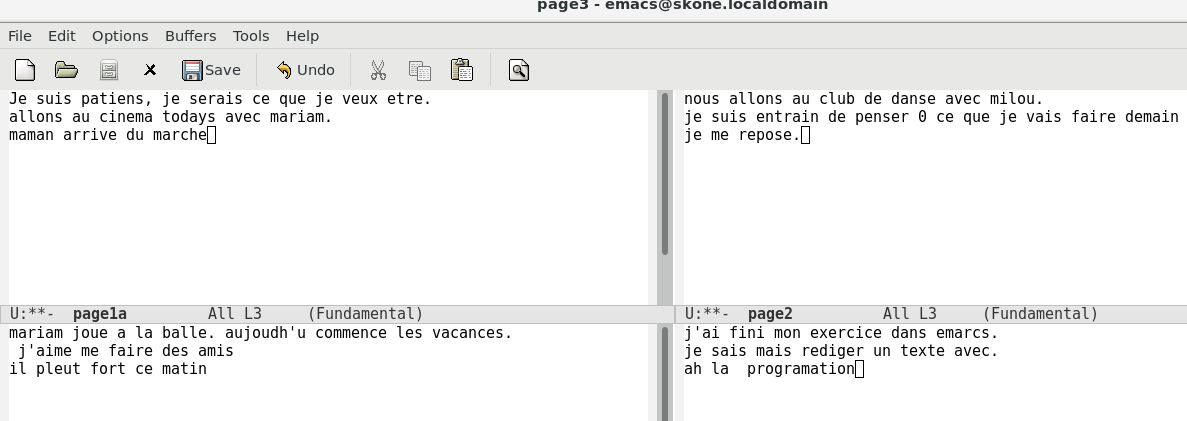 page3 - emacs@skone.localdomain
File Edit Options Buffers Tools Help
Save Undo
Je suis patiens, je serais ce que je veux etre.
allons au cinema todays avec mariam.
maman arrive du marche
U:**- page1a All L3 (Fundamental)
nous allons au club de danse avec milou.
je suis entrain de penser 0 ce que je vais faire demain
je me repose.
U:**- page2 All L3 (Fundamental)
mariam joue a la balle. aujoudh'u commence les vacances.
j'aime me faire des amis
il pleut fort ce matin
j'ai fini mon exercice dans emarcs.
je sais mais rediger un texte avec.
ah la  programation